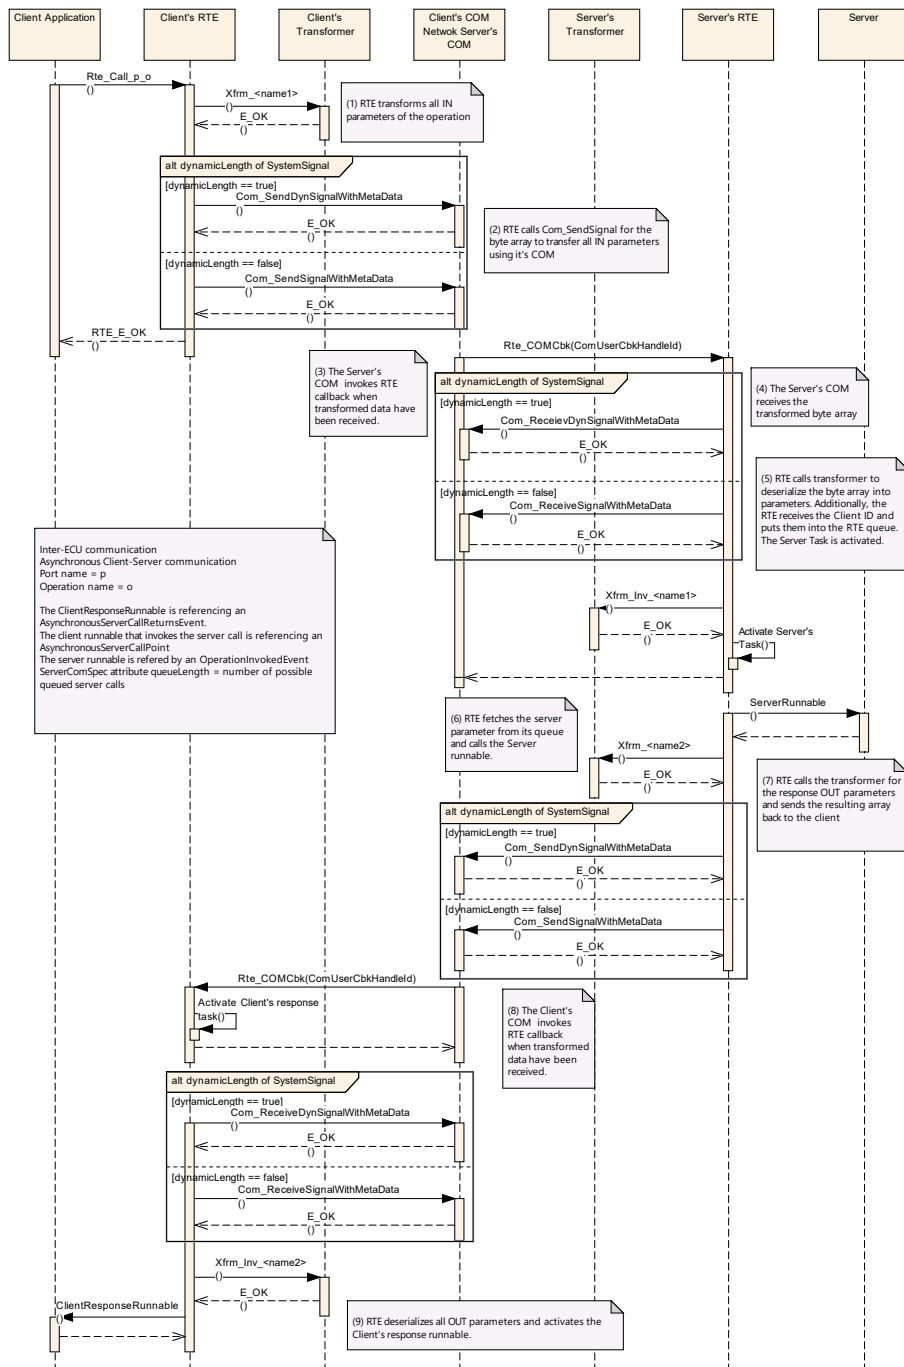 Client Application
Client's RTE
Client's
Transformer
Client's COM
Netwok Server's
COM
Server's
Transformer
Server's RTE
Server
Rte_Call_p_o
()
Xfrm_<name1>
()
E_OK
()
(1) RTE transforms all IN
parameters of the operation
alt dynamicLength of SystemSignal
[dynamicLength == true]
Com_SendDynSignalWithMetaData
()
E_OK
()
(2) RTE calls Com_SendSignal for the
byte array to transfer all IN parameters
using it's COM
[dynamicLength == false]
Com_SendSignalWithMetaData
()
E_OK
()
RTE_E_OK
()
Rte_COMCbk(ComUserCbkHandleId)
(3) The Server's
COM invokes RTE
callback when
transformed data have
been received.
alt dynamicLength of SystemSignal
[dynamicLength == true]
(4) The Server's COM
receives the
transformed byte array
Com_ReceievDynSignalWithMetaData
()
E_OK
()
[dynamicLength == false]
Com_ReceiveSignalWithMetaData
()
E_OK
()
(5) RTE calls transformer to
deserialize the byte array into
parameters. Additionally, the
RTE receives the Client ID and
puts them into the RTE queue.
The Server Task is activated.
Inter-ECU communication
Asynchronous Client-Server communication
Port name = p
Operation name = o
The ClientResponseRunnable is referencing an
AsynchronousServerCallReturnsEvent.
The client runnable that invokes the server call is referencing an
AsynchronousServerCallPoint
The server runnable is refered by an OperationInvokedEvent
ServerComSpec attribute queueLength = number of possible
queued server calls
Xfrm_Inv_<name1>
()
E_OK
()
Activate Server's
Task()
(6) RTE fetches the server
parameter from its queue
and calls the Server
runnable.
ServerRunnable
()
Xfrm_<name2>
()
E_OK
()
(7) RTE calls the transformer for
the response OUT parameters
and sends the resulting array
back to the client
alt dynamicLength of SystemSignal
[dynamicLength == true]
Com_SendDynSignalWithMetaData
()
E_OK
()
[dynamicLength == false]
Com_SendSignalWithMetaData
()
E_OK
()
Rte_COMCbk(ComUserCbkHandleId)
Activate Client's response
task()
(8) The Client's
COM invokes
RTE callback
when transformed
data have been
received.
alt dynamicLength of SystemSignal
[dynamicLength == true]
Com_ReceiveDynSignalWithMetaData
()
E_OK
()
[dynamicLength == false]
Com_ReceiveSignalWithMetaData
()
E_OK
()
Xfrm_Inv_<name2>
()
E_OK
()
ClientResponseRunnable
()
(9) RTE deserializes all OUT parameters and activates the
Client's response runnable.